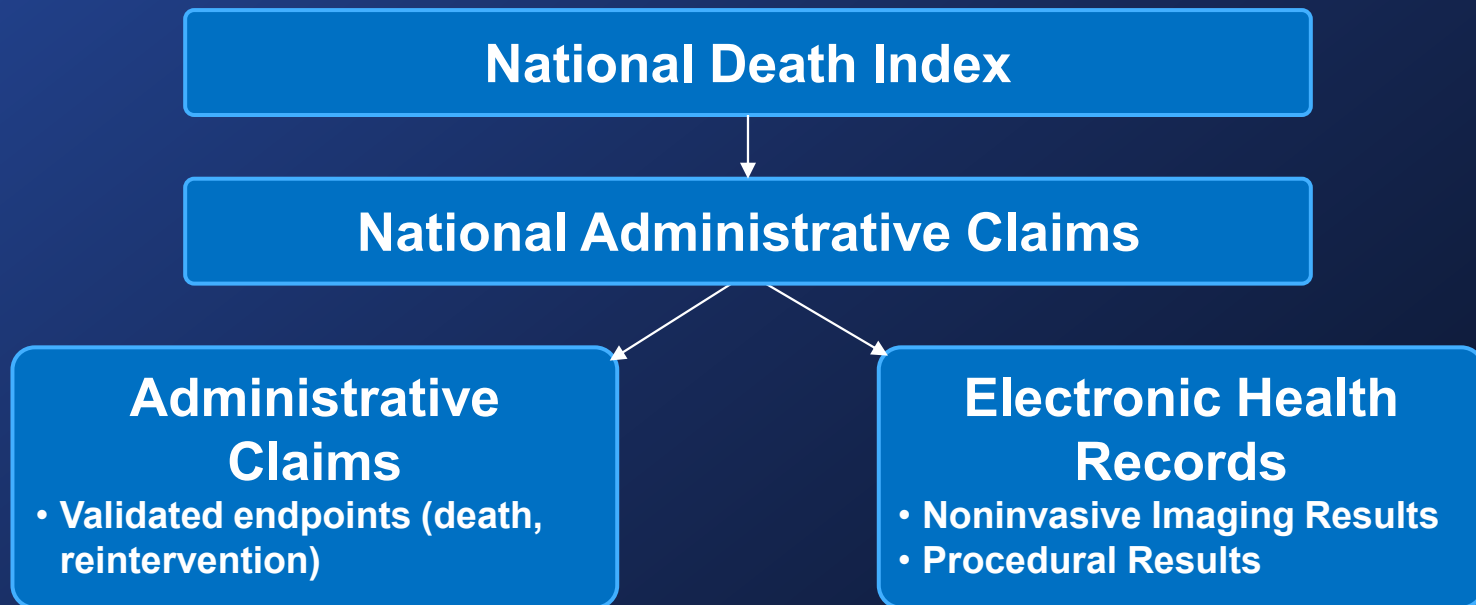 National Death Index
National Administrative Claims
Administrative
Claims
• Validated endpoints (death,
reintervention)
Electronic Health
Records
• Noninvasive Imaging Results
• Procedural Results